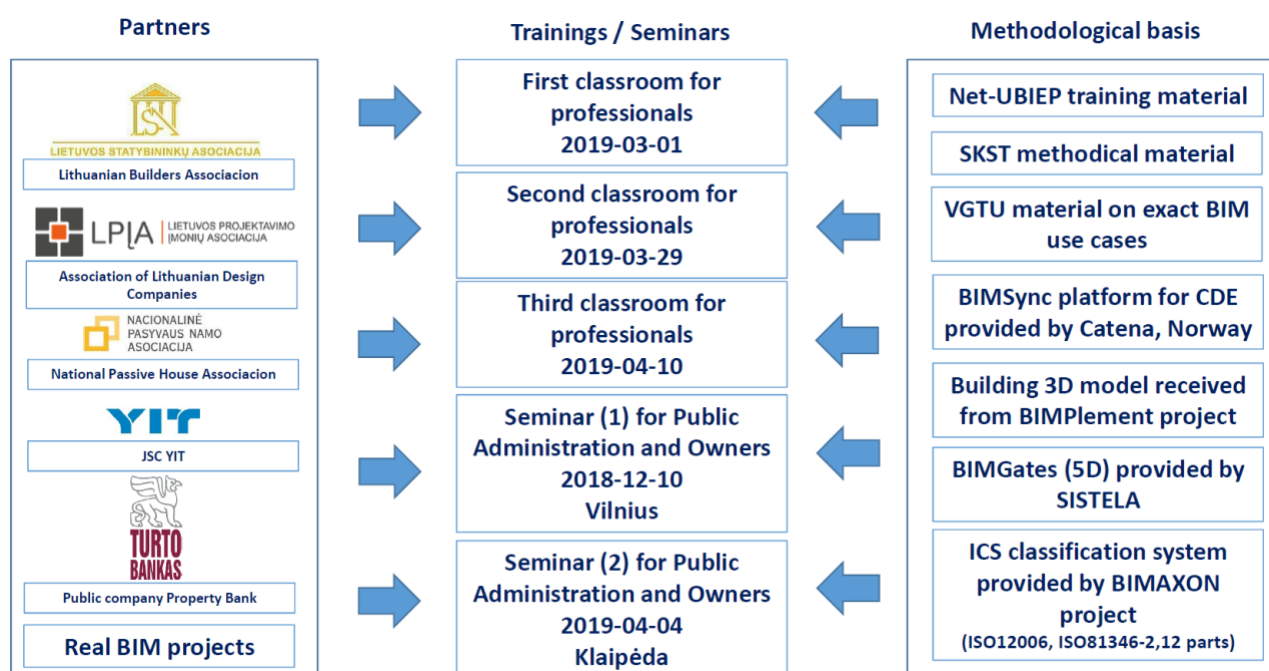 Partners
LSA
LIETUVOS STATYBININKŲ ASOCIACIJA
Lithuanian Builders Associacion
LPĮA
LIETUVOS PROJEKTAVIMO
ĮMONIŲ ASOCIACIJA
Association of Lithuanian Design
Companies
NACIONALINĖ
PASYVAUS NAMO
ASOCIACIJA
National Passive House Associacion
YIT
JSC YIT
TURTO
BANKAS
Public company Property Bank
Real BIM projects
Trainings / Seminars
First classroom for
professionals
2019-03-01
Second classroom for
professionals
2019-03-29
Third classroom for
professionals
2019-04-10
Seminar (1) for Public
Administration and Owners
2018-12-10
Vilnius
Seminar (2) for Public
Administration and Owners
2019-04-04
Klaipėda
Methodological basis
Net-UBIEP training material
SKST methodical material
VGTU material on exact BIM
use cases
BIMSync platform for CDE
provided by Catena, Norway
Building 3D model received
from BIMPlement project
BIMGates (5D) provided by
SISTELA
ICS classification system
provided by BIMAXON
project
(ISO12006, ISO81346-2,12 parts)